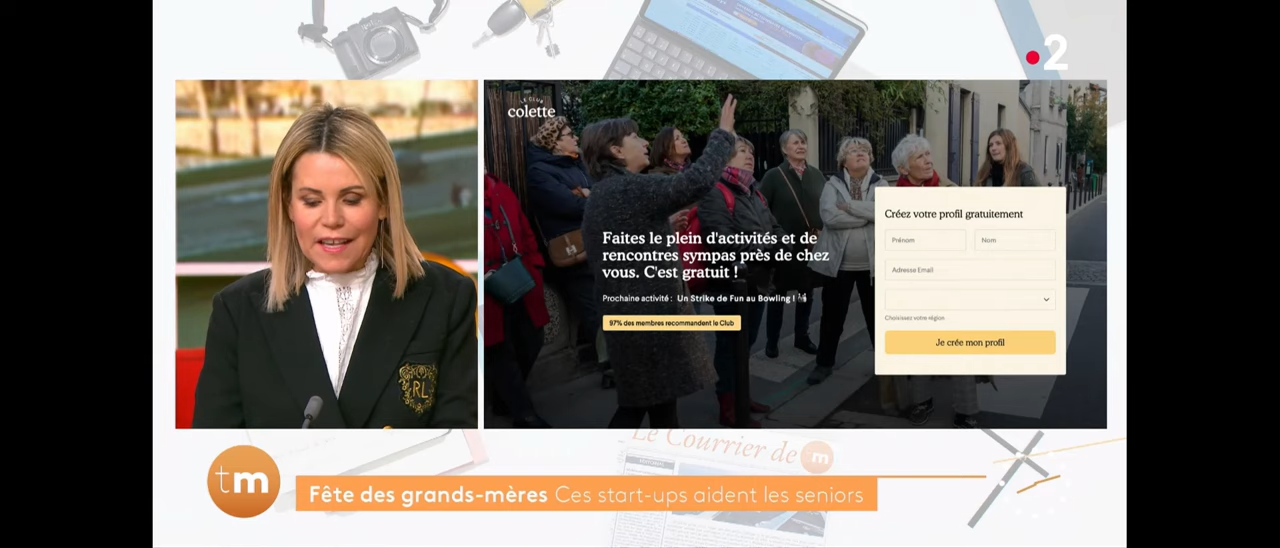 2
LE CLUB
colette
Créez votre profil gratuitement
Prénom
Nom
Faites le plein d'activités et de
rencontres sympas près de chez
vous. C'est gratuit !
Adresse Email
Prochaine activité : Un Strike de Fun au Bowling !
97% des membres recommandent le Club
Choisissez votre région
Je crée mon profil
RL
Le Courrier de tm
tm
Fête des grands-mères Ces start-ups aident les seniors